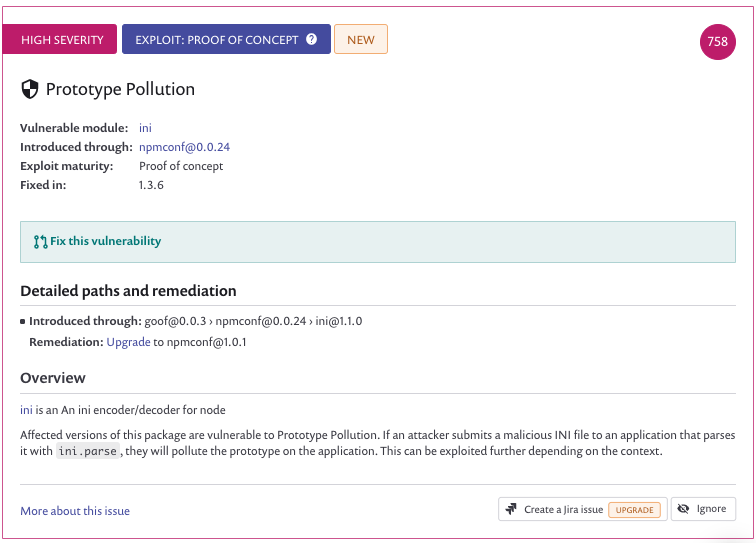 HIGH SEVERITY EXPLOIT: PROOF OF CONCEPT ? NEW 758
Prototype Pollution
Vulnerable module: ini
Introduced through: npmconf@0.0.24
Exploit maturity: Proof of concept
Fixed in: 1.3.6
Fix this vulnerability
Detailed paths and remediation
Introduced through: goof@0.0.3 › npmconf@0.0.24 › ini@1.1.0
Remediation: Upgrade to npmconf@1.0.1
Overview
ini is an An ini encoder/decoder for node
Affected versions of this package are vulnerable to Prototype Pollution. If an attacker submits a malicious INI file to an application that parses
it with ini.parse, they will pollute the prototype on the application. This can be exploited further depending on the context.
More about this issue Create a Jira issue UPGRADE Ignore